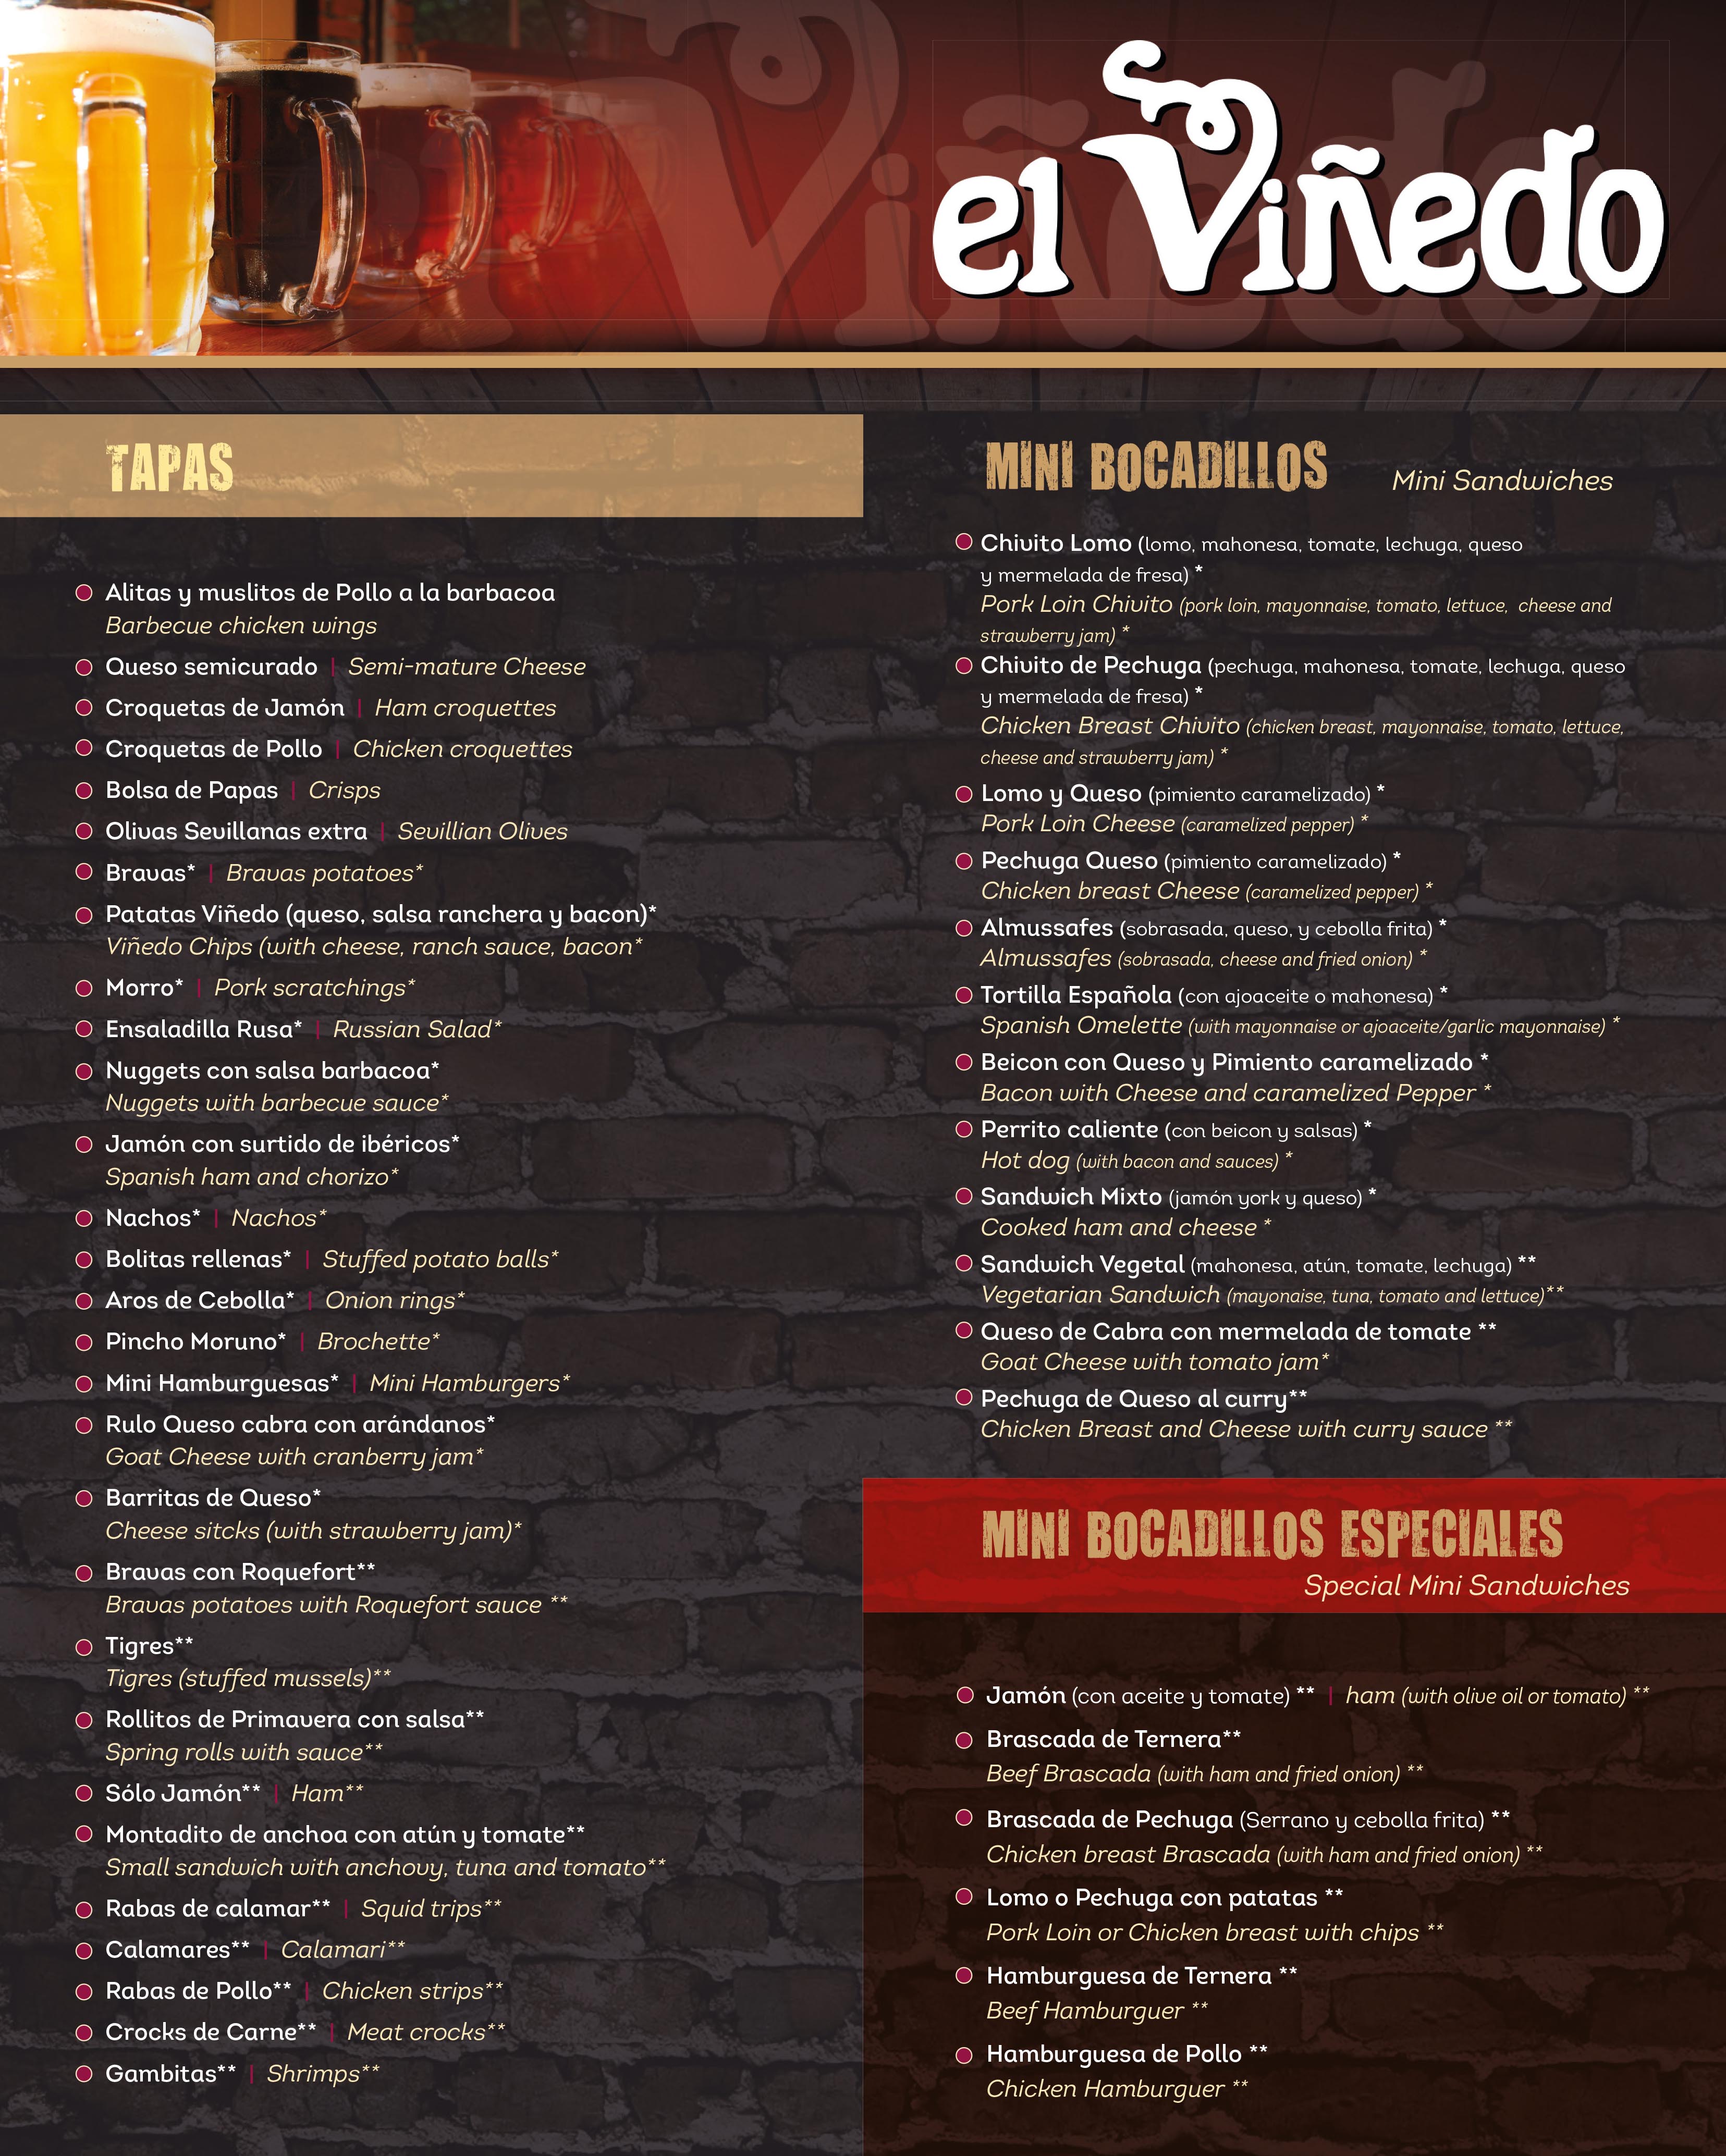 el Viñedo
TAPAS
Alitas y muslitos de Pollo a la barbacoa
Barbecue chicken wings
Queso semicurado | Semi-mature Cheese
Croquetas de Jamón | Ham croquettes
Croquetas de Pollo | Chicken croquettes
Bolsa de Papas | Crisps
Olivas Sevillanas extra | Sevillian Olives
Bravas* | Bravas potatoes*
Patatas Viñedo (queso, salsa ranchera y bacon)*
Viñedo Chips (with cheese, ranch sauce, bacon*
Morro* | Pork scratchings*
Ensaladilla Rusa* | Russian Salad*
Nuggets con salsa barbacoa*
Nuggets with barbecue sauce*
Jamón con surtido de ibéricos*
Spanish ham and chorizo*
Nachos* | Nachos*
Bolitas rellenas* | Stuffed potato balls*
Aros de Cebolla* | Onion rings*
Pincho Moruno* | Brochette*
Mini Hamburguesas* | Mini Hamburgers*
Rulo Queso cabra con arándanos*
Goat Cheese with cranberry jam*
Barritas de Queso*
Cheese sitcks (with strawberry jam)*
Bravas con Roquefort**
Bravas potatoes with Roquefort sauce **
Tigres**
Tigres (stuffed mussels)**
Rollitos de Primavera con salsa**
Spring rolls with sauce**
Sólo Jamón** | Ham**
Montadito de anchoa con atún y tomate**
Small sandwich with anchovy, tuna and tomato**
Rabas de calamar** | Squid trips**
Calamares** | Calamari**
Rabas de Pollo** | Chicken strips**
Crocks de Carne** | Meat crocks**
Gambitas** | Shrimps**
MINI BOCADILLOS Mini Sandwiches
Chivito Lomo (lomo, mahonesa, tomate, lechuga, queso
y mermelada de fresa) *
Pork Loin Chivito (pork loin, mayonnaise, tomato, lettuce, cheese and
strawberry jam) *
Chivito de Pechuga (pechuga, mahonesa, tomate, lechuga, queso
y mermelada de fresa) *
Chicken Breast Chivito (chicken breast, mayonnaise, tomato, lettuce,
cheese and strawberry jam) *
Lomo y Queso (pimiento caramelizado) *
Pork Loin Cheese (caramelized pepper) *
Pechuga Queso (pimiento caramelizado) *
Chicken breast Cheese (caramelized pepper) *
Almussafes (sobrasada, queso, y cebolla frita) *
Almussafes (sobrasada, cheese and fried onion) *
Tortilla Española (con ajoaceite o mahonesa) *
Spanish Omelette (with mayonnaise or ajoaceite/garlic mayonnaise) *
Beicon con Queso y Pimiento caramelizado *
Bacon with Cheese and caramelized Pepper *
Perrito caliente (con beicon y salsas) *
Hot dog (with bacon and sauces) *
Sandwich Mixto (jamón york y queso) *
Cooked ham and cheese *
Sandwich Vegetal (mahonesa, atún, tomate, lechuga) **
Vegetarian Sandwich (mayonaise, tuna, tomato and lettuce)**
Queso de Cabra con mermelada de tomate **
Goat Cheese with tomato jam*
Pechuga de Queso al curry**
Chicken Breast and Cheese with curry sauce **
MINI BOCADILLOS ESPECIALES
Special Mini Sandwiches
Jamón (con aceite y tomate) ** | ham (with olive oil or tomato) **
Brascada de Ternera**
Beef Brascada (with ham and fried onion) **
Brascada de Pechuga (Serrano y cebolla frita) **
Chicken breast Brascada (with ham and fried onion) **
Lomo o Pechuga con patatas **
Pork Loin or Chicken breast with chips **
Hamburguesa de Ternera **
Beef Hamburguer **
Hamburguesa de Pollo **
Chicken Hamburguer **